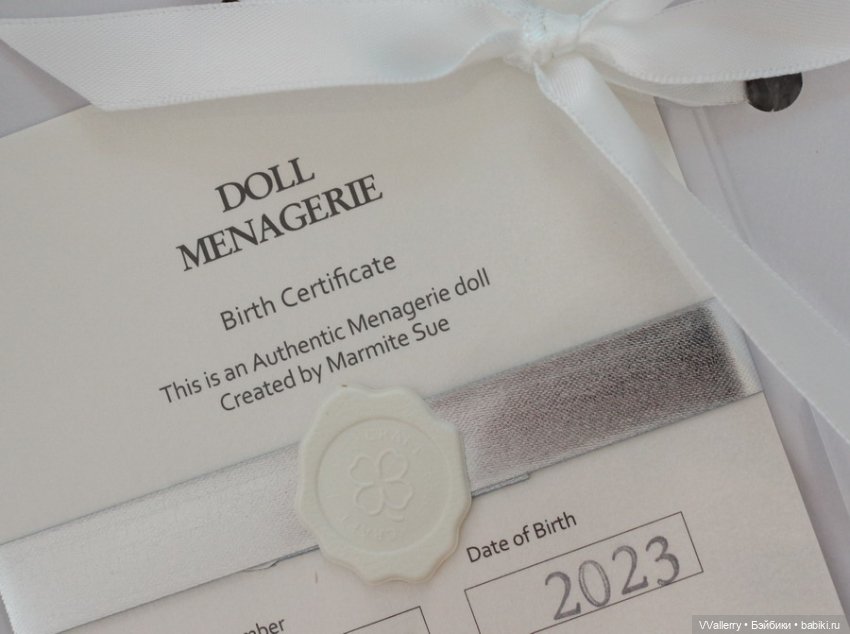 DOLL
MENAGERIE
Birth Certificate
This is an Authentic Menagerie doll
Created by Marmite Sue
Date of Birth
2023
VVallerry • Бэйбики • babiki.ru